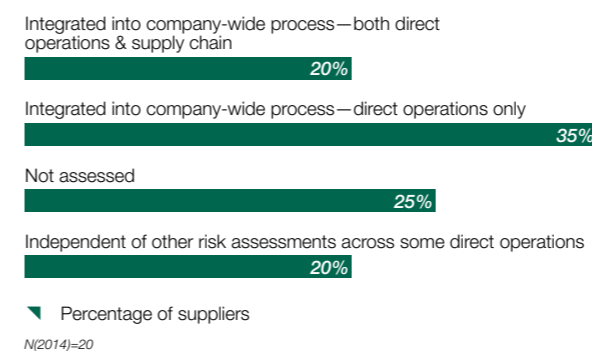 Integrated into company-wide process—both direct
operations & supply chain
20%
Integrated into company-wide process—direct operations only
35%
Not assessed
25%
Independent of other risk assessments across some direct operations
20%
Percentage of suppliers
N(2014)=20